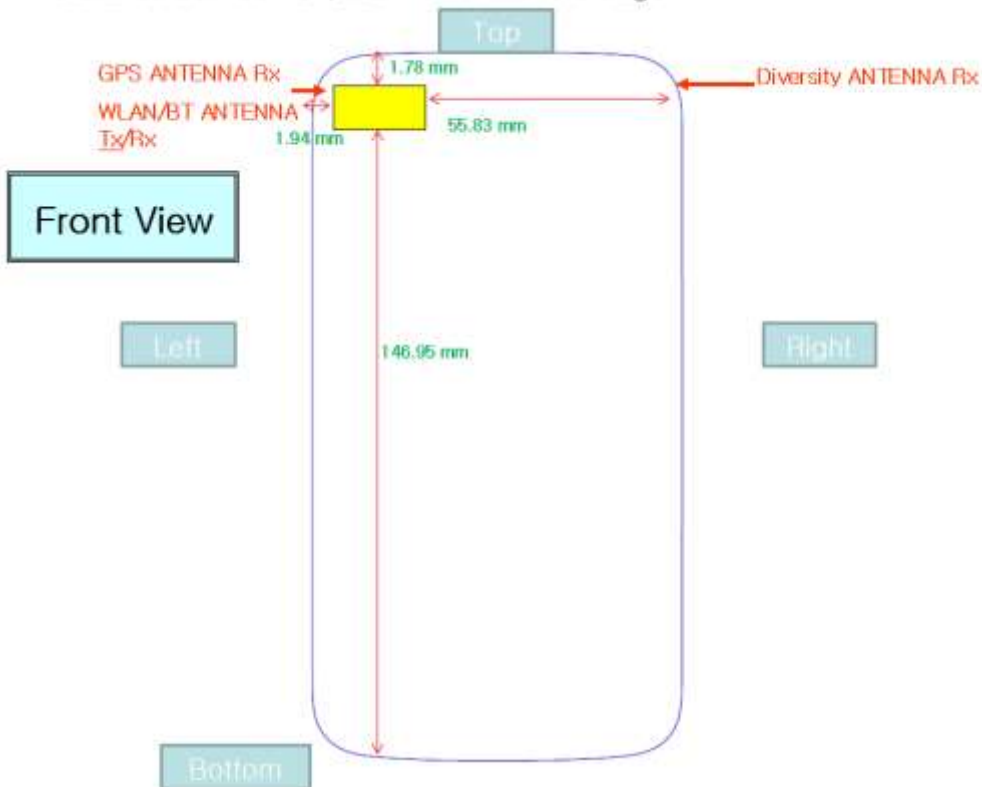 Top
1.78 mm
GPS ANTENNA Rx
Diversity ANTENNA Rx
WLAN/BT ANTENNA
Tx/Rx
1.94 mm
55.83 mm
Front View
Left
146.95 mm
Right
Bottom